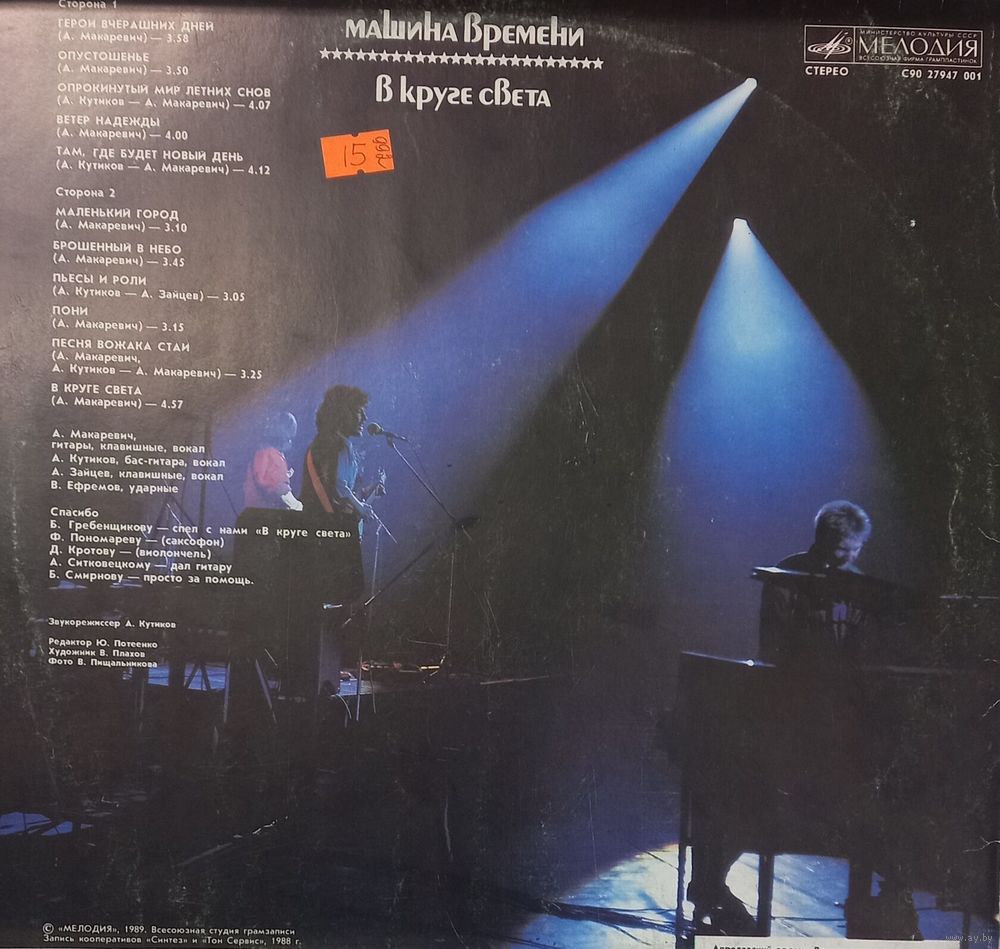 Сторона 1
ГЕРОИ ВЧЕРАШНИХ ДНЕЙ
(А. Макаревич) — 3.58
ОПУСТОШЕНЬЕ
(А. Макаревич) — 3.50
ОПРОКИНУТЫЙ МИР ЛЕТНИХ СНОВ
(А. Кутиков — А. Макаревич) — 4.07
ВЕТЕР НАДЕЖДЫ
(А. Макаревич) — 4.00
ТАМ, ГДЕ БУДЕТ НОВЫЙ ДЕНЬ
(А. Кутиков — А. Макаревич) — 4.12
Сторона 2
МАЛЕНЬКИЙ ГОРОД
(А. Макаревич) — 3.10
БРОШЕННЫЙ В НЕБО
(А. Макаревич) — 3.45
ПЬЕСЫ И РОЛИ
(А. Кутиков — А. Зайцев) — 3.05
ПОНИ
(А. Макаревич) — 3.15
ПЕСНЯ ВОЖАКА СТАИ
(А. Макаревич,
А. Кутиков — А. Макаревич) — 3.25
В КРУГЕ СВЕТА
(А. Макаревич) — 4.57
А. Макаревич,
гитары, клавишные, вокал
А. Кутиков, бас-гитара, вокал
А. Зайцев, клавишные, вокал
В. Ефремов, ударные
Спасибо
Б. Гребенщикову — спел с нами «В круге света»
Ф. Пономареву — (саксофон)
Д. Кротову — (виолончель)
А. Ситковецкому — дал гитару
Б. Смирнову — просто за помощь.
Звукорежиссер А. Кутиков
Редактор Ю. Потеенко
Художник В. Плахов
Фото В. Пищальникова
© «МЕЛОДИЯ», 1989. Всесоюзная студия грамзаписи
Запись кооперативов «Синтез» и «Тон Сервис», 1988 г.
МАШИНА ВРЕМЕНИ
В круге света
15
МИНИСТЕРСТВО КУЛЬТУРЫ СССР
МЕЛОДИЯ
ВСЕСОЮЗНАЯ ФИРМА ГРАМПЛАСТИНОК
СТЕРЕО
С90 27947 001
www.ay.by